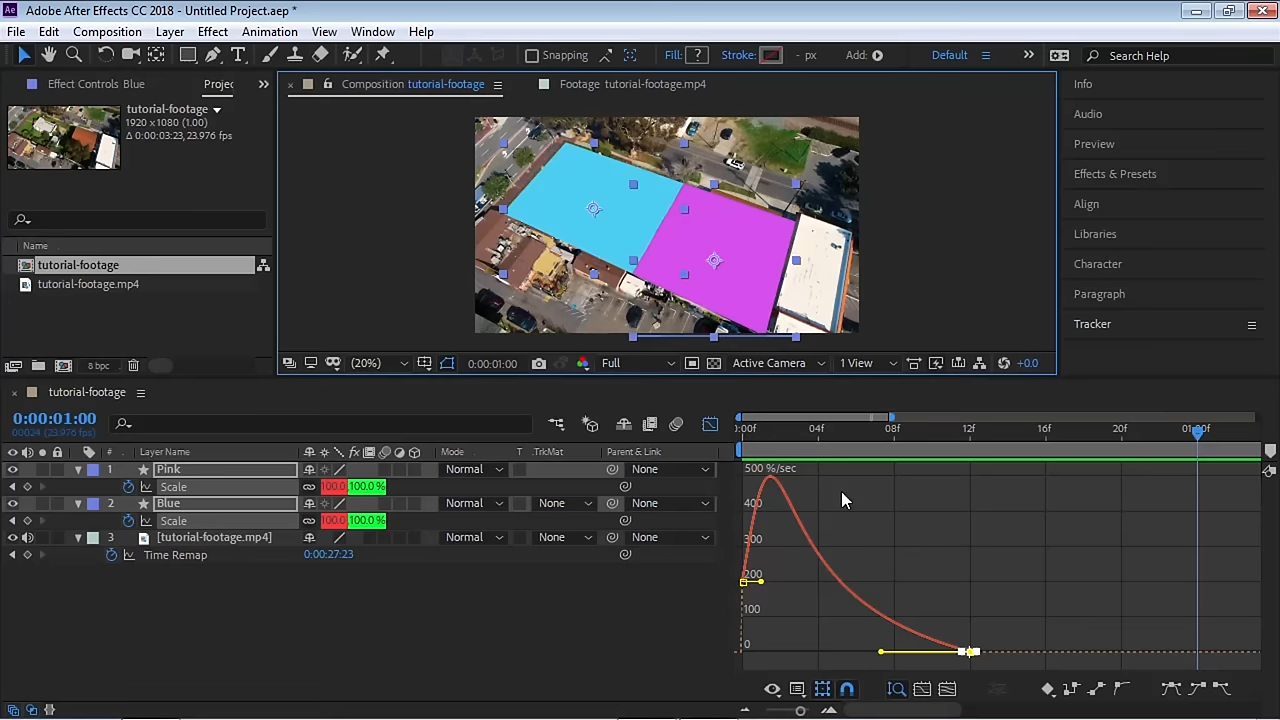 Adobe After Effects CC 2018 - Untitled Project.aep *
File Edit Composition Layer Effect Animation View Window Help
Snapping Fill: ? Stroke: - px Add: Default Search Help
Effect Controls Blue Projec
Composition tutorial-footage
Footage tutorial-footage.mp4
tutorial-footage
1920 x1080 (1.00)
Δ 0:00:03:23, 23.976 fps
Name
tutorial-footage
tutorial-footage.mp4
8 bpc
(20%) 0:00:01:00 Full Active Camera 1 View +0.0
Info
Audio
Preview
Effects & Presets
Align
Libraries
Character
Paragraph
Tracker
tutorial-footage
0:00:01:00
00024 (23.976 fps)
# Layer Name Mode T .TrkMat Parent & Link
1 Pink Normal None
Scale 100.0, 100.0 %
2 Blue Normal None None
Scale 100.0, 100.0 %
3 [tutorial-footage.mp4] Normal None None
Time Remap 0:00:27:23
:00f 04f 08f 12f 16f 20f 01:00f
500 %/sec
400
300
200
100
0